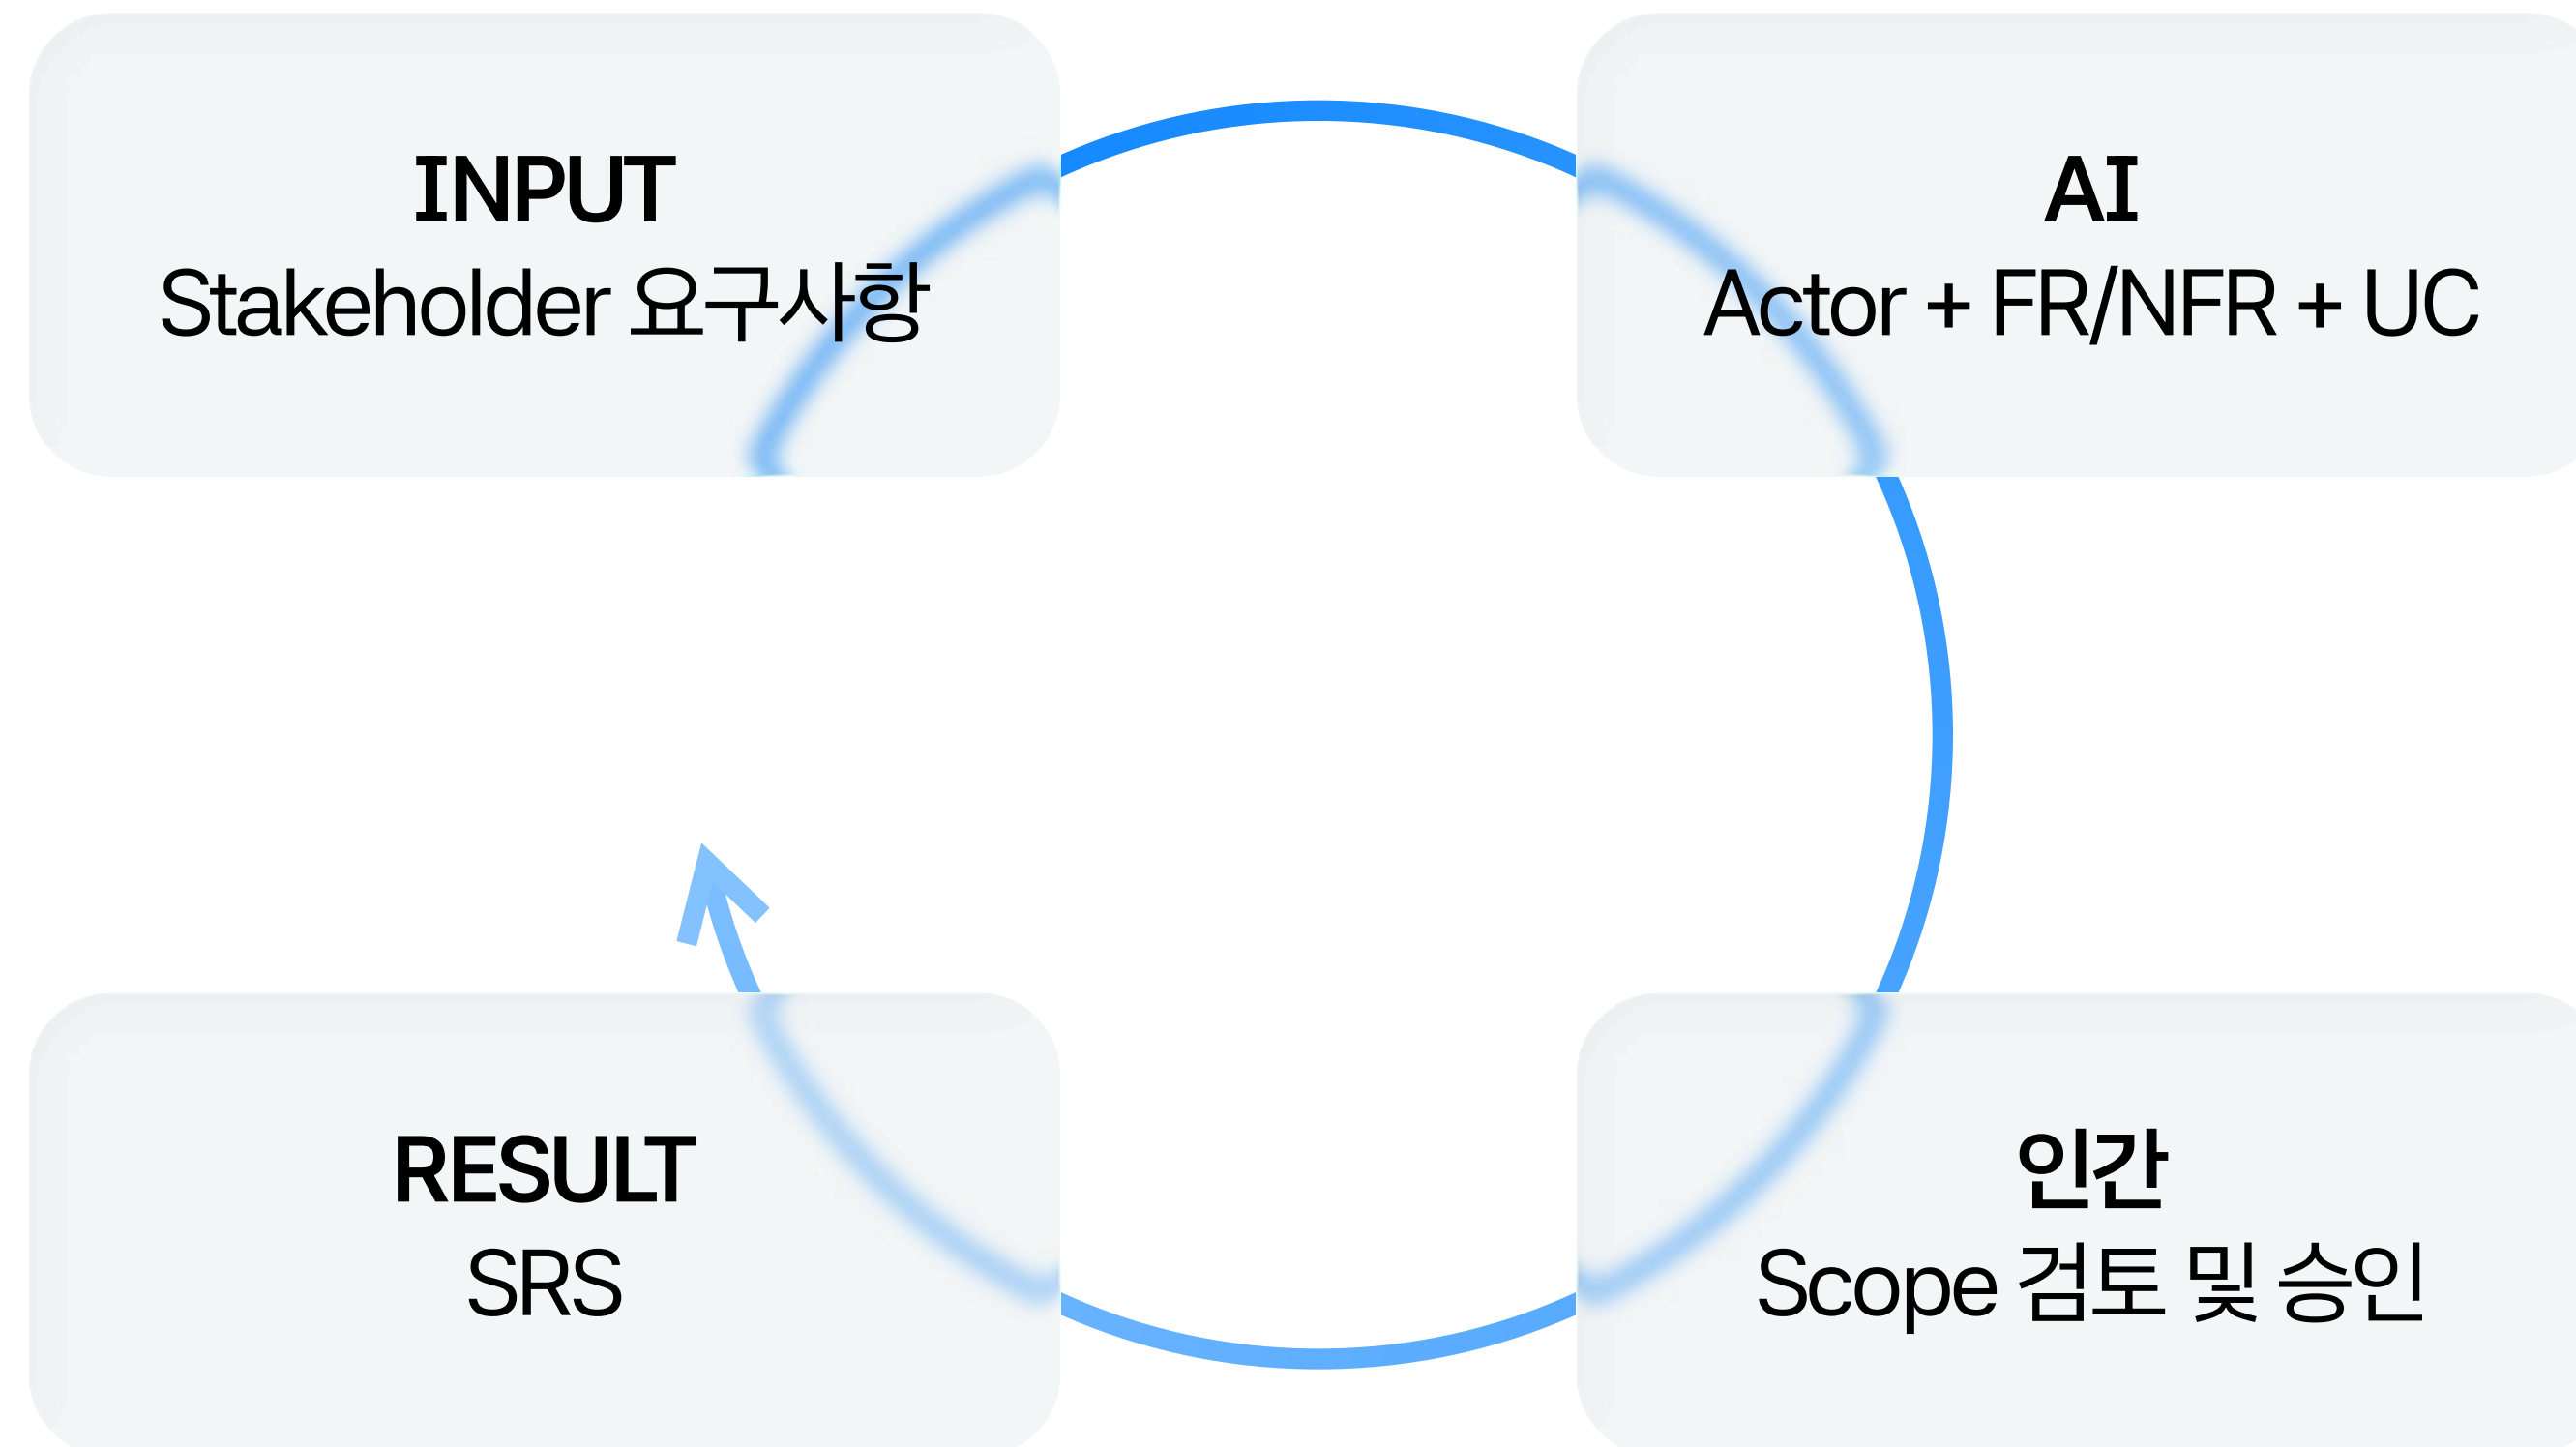 INPUT
Stakeholder 요구사항
AI
Actor + FR/NFR + UC
RESULT
SRS
인간
Scope 검토 및 승인